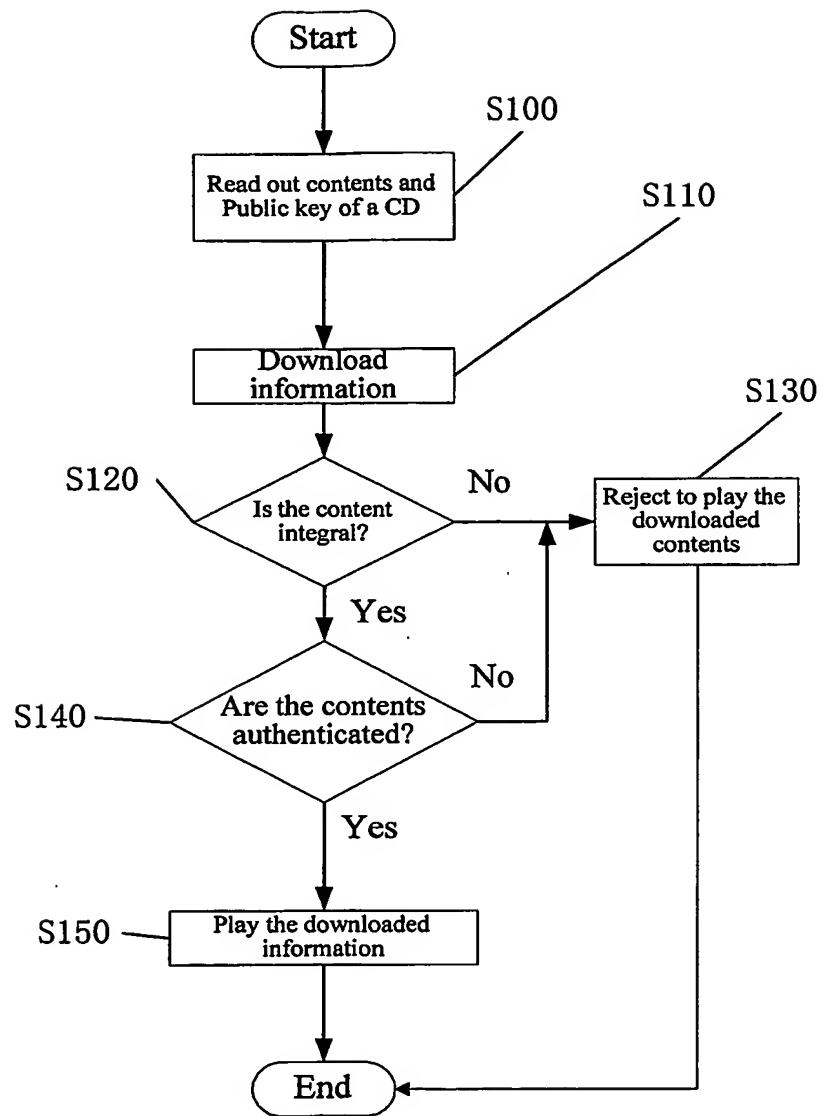 Start
S100
Read out contents and
Public key of a CD
S110
Download
information
S130
S120
No
Is the content
integral?
Reject to play the
downloaded
contents
Yes
No
S140
Are the contents
authenticated?
Yes
S150
Play the downloaded
information
End